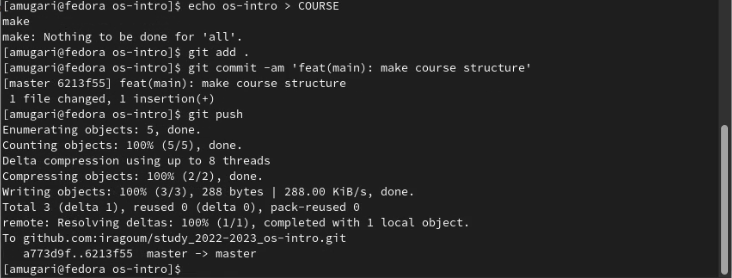 [amugari@fedora os-intro]$ echo os-intro > COURSE
make
make: Nothing to be done for 'all'.
[amugari@fedora os-intro]$ git add .
[amugari@fedora os-intro]$ git commit -am 'feat(main): make course structure'
[master 6213f55] feat(main): make course structure
 1 file changed, 1 insertion(+)
[amugari@fedora os-intro]$ git push
Enumerating objects: 5, done.
Counting objects: 100% (5/5), done.
Delta compression using up to 8 threads
Compressing objects: 100% (2/2), done.
Writing objects: 100% (3/3), 288 bytes | 288.00 KiB/s, done.
Total 3 (delta 1), reused 0 (delta 0), pack-reused 0
remote: Resolving deltas: 100% (1/1), completed with 1 local object.
To github.com:iragoum/study_2022-2023_os-intro.git
   a773d9f..6213f55  master -> master
[amugari@fedora os-intro]$